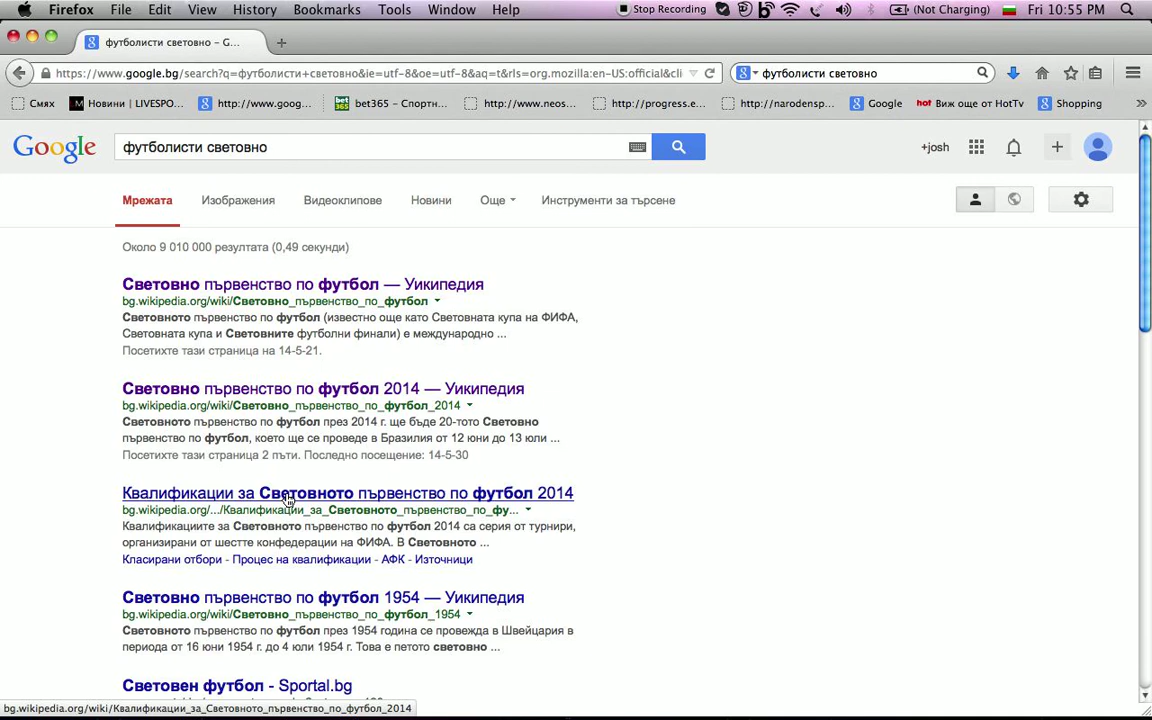 Firefox File Edit View History Bookmarks Tools Window Help Stop Recording (Not Charging) Fri 10:55 PM
футболисти световно – G...
https://www.google.bg/search?q=футболисти+световно&ie=utf-8&oe=utf-8&aq=t&rls=org.mozilla:en-US:official&cli футболисти световно
Смях Новини | LIVESPO... http://www.goog... bet365 – Спортн... http://www.neos... http://progress.e... http://narodensp... Google hot Виж още от HotTv Shopping
Google футболисти световно +josh
Мрежата Изображения Видеоклипове Новини Още Инструменти за търсене
Около 9 010 000 резултата (0,49 секунди)
Световно първенство по футбол — Уикипедия
bg.wikipedia.org/wiki/Световно_първенство_по_футбол
Световното първенство по футбол (известно още като Световната купа на ФИФА,
Световната купа и Световните футболни финали) е международно ...
Посетихте тази страница на 14-5-21.
Световно първенство по футбол 2014 — Уикипедия
bg.wikipedia.org/wiki/Световно_първенство_по_футбол_2014
Световното първенство по футбол през 2014 г. ще бъде 20-тото Световно
първенство по футбол, което ще се проведе в Бразилия от 12 юни до 13 юли ...
Посетихте тази страница 2 пъти. Последно посещение: 14-5-30
Квалификации за Световното първенство по футбол 2014
bg.wikipedia.org/.../Квалификации_за_Световното_първенство_по_фу...
Квалификациите за Световното първенство по футбол 2014 са серия от турнири,
организирани от шестте конфедерации на ФИФА. В Световното ...
Класирани отбори - Процес на квалификации - АФК - Източници
Световно първенство по футбол 1954 — Уикипедия
bg.wikipedia.org/wiki/Световно_първенство_по_футбол_1954
Световното първенство по футбол през 1954 година се провежда в Швейцария в
периода от 16 юни 1954 г. до 4 юли 1954 г. Това е петото световно ...
Световен футбол - Sportal.bg
bg.wikipedia.org/wiki/Квалификации_за_Световното_първенство_по_футбол_2014